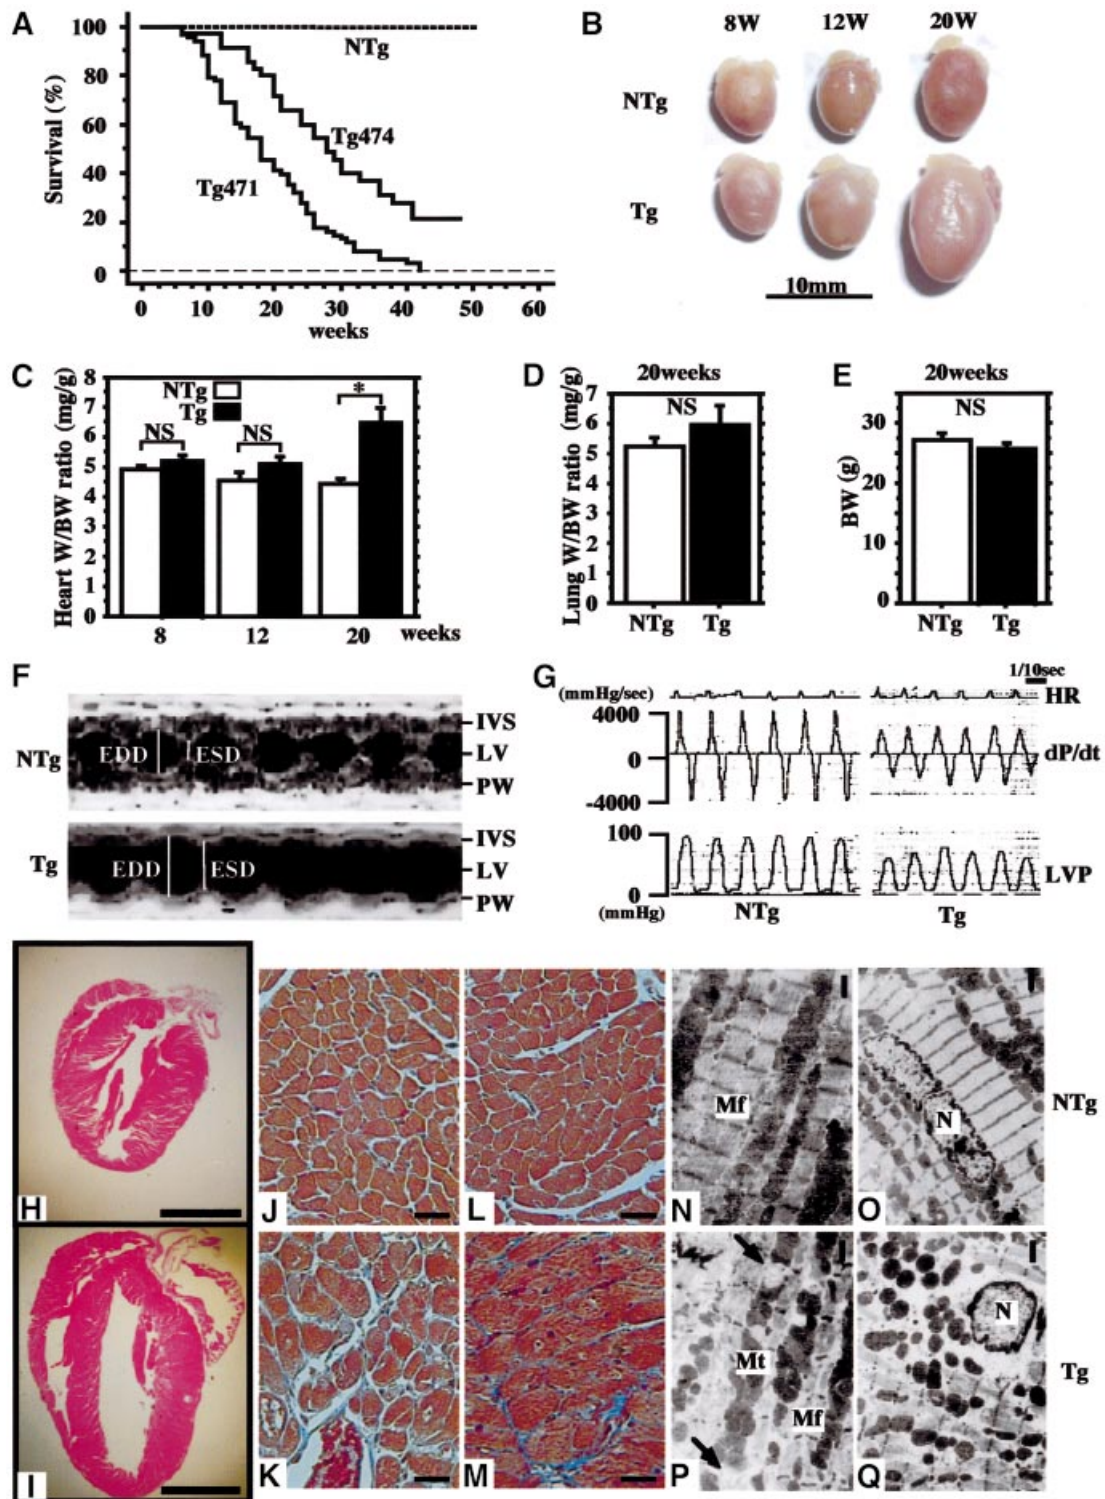 A
Survival (%)
100
80
60
40
20
0
NTg
Tg474
Tg471
0 10 20 30 40 50 60
weeks
B
8W 12W 20W
NTg
Tg
10mm
C
Heart W/BW ratio (mg/g)
8
7
6
5
4
3
2
1
0
NTg
Tg
NS
NS
*
8 12 20 weeks
D
20weeks
Lung W/BW ratio (mg/g)
7
6
5
4
3
2
1
0
NS
NTg Tg
E
20weeks
BW (g)
30
20
10
0
NS
NTg Tg
F
NTg
EDD ESD
IVS
LV
PW
Tg
EDD ESD
IVS
LV
PW
G
1/10sec
(mmHg/sec)
HR
4000
0
-4000
dP/dt
100
0
(mmHg)
LVP
NTg Tg
H
J
L
Mf
N
N
O
NTg
I
K
M
Mt
Mf
P
N
Q
Tg